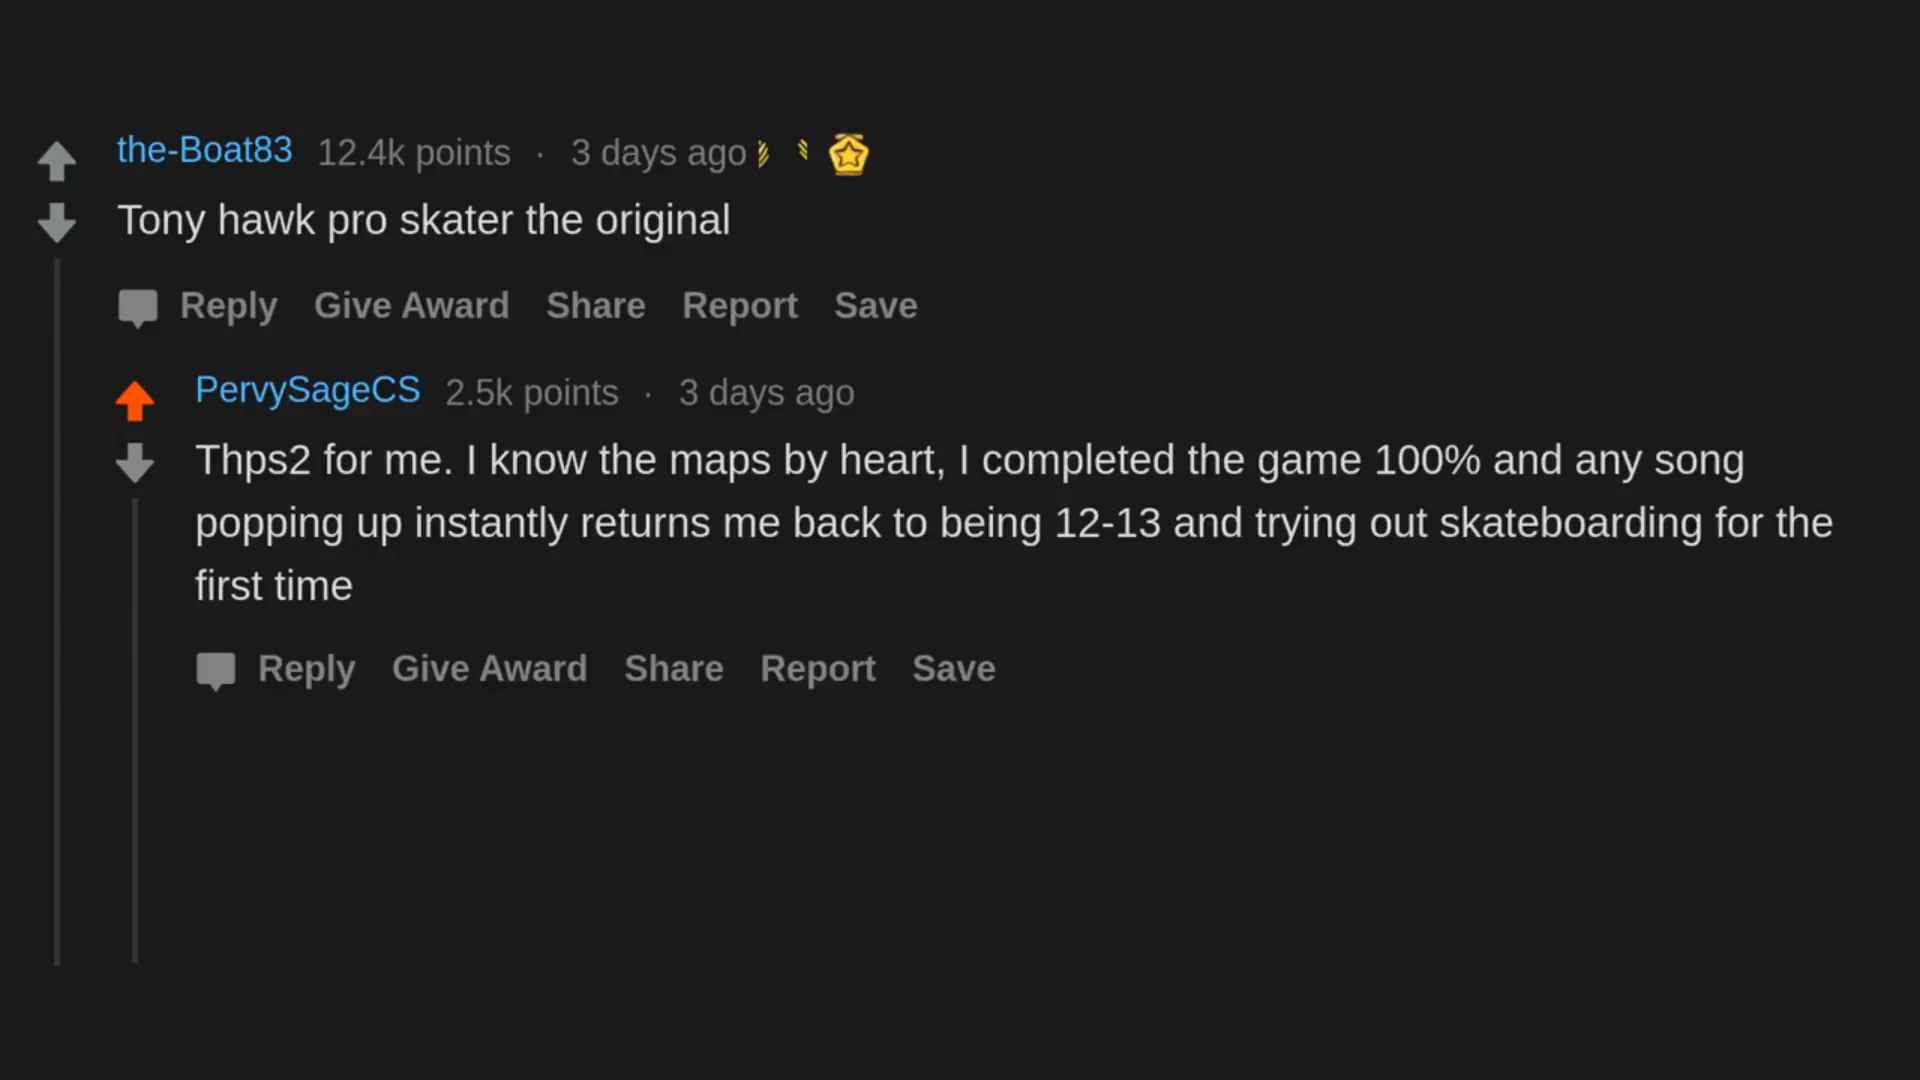 the-Boat83 12.4k points · 3 days ago
Tony hawk pro skater the original
Reply Give Award Share Report Save
PervySageCS 2.5k points · 3 days ago
Thps2 for me. I know the maps by heart, I completed the game 100% and any song
popping up instantly returns me back to being 12-13 and trying out skateboarding for the
first time
Reply Give Award Share Report Save